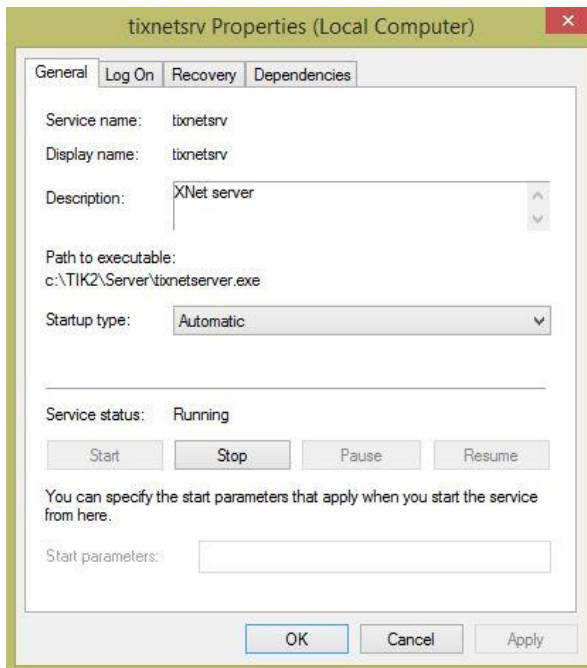 tixnetsrv Properties (Local Computer)
General Log On Recovery Dependencies
Service name: tixnetsrv
Display name: tixnetsrv
Description: XNet server
Path to executable:
c:\TIK2\Server\tixnetserver.exe
Startup type: Automatic
Service status: Running
Start Stop Pause Resume
You can specify the start parameters that apply when you start the service
from here.
Start parameters:
OK Cancel Apply